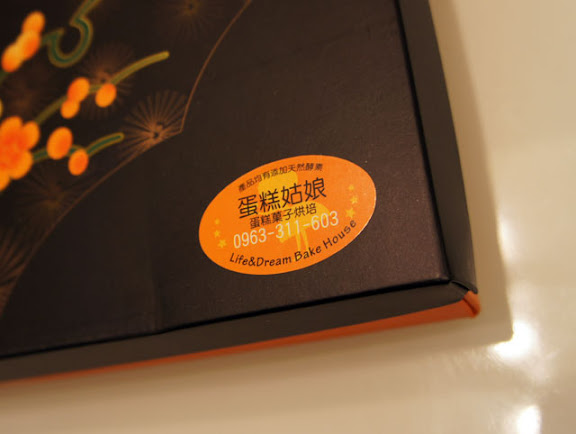 產品均有添加天然酵素
蛋糕姑娘
蛋糕菓子烘培
0963-311-603
Life&Dream Bake House